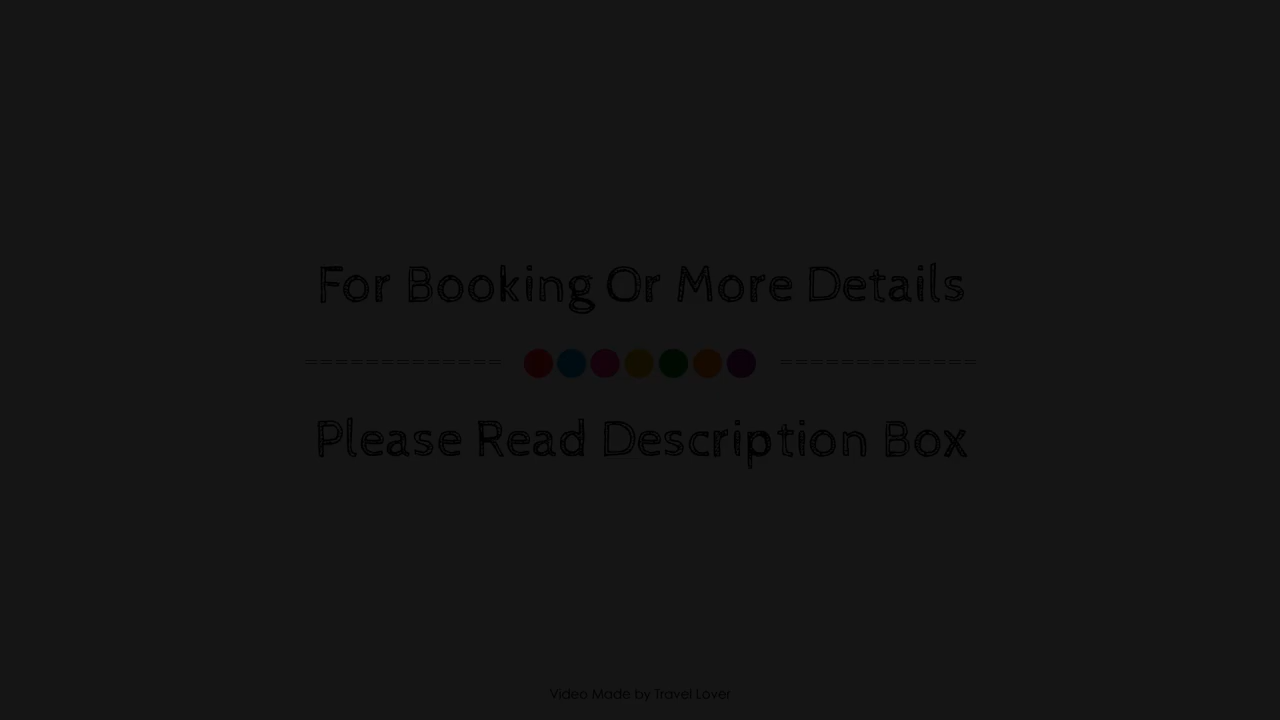 For Booking Or More Details
============= =============
Please Read Description Box
Video Made by Travel Lover